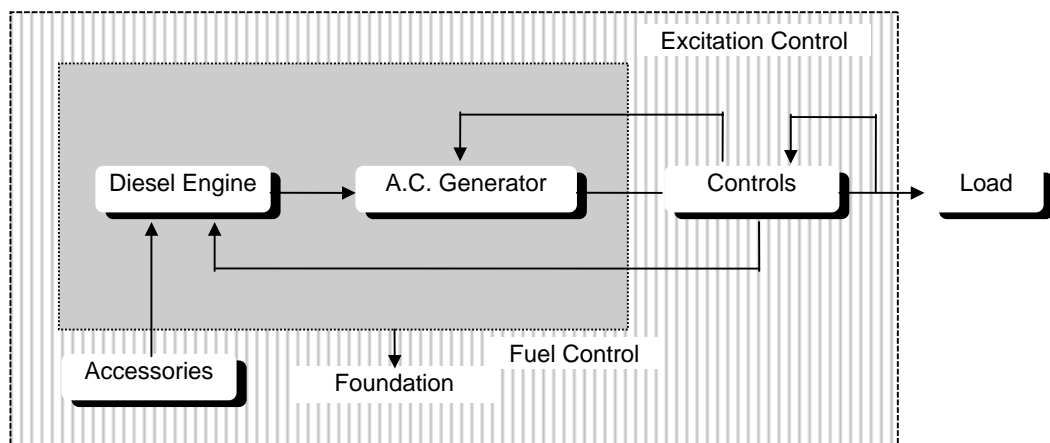 Excitation Control
Diesel Engine
A.C. Generator
Controls
Load
Fuel Control
Accessories
Foundation